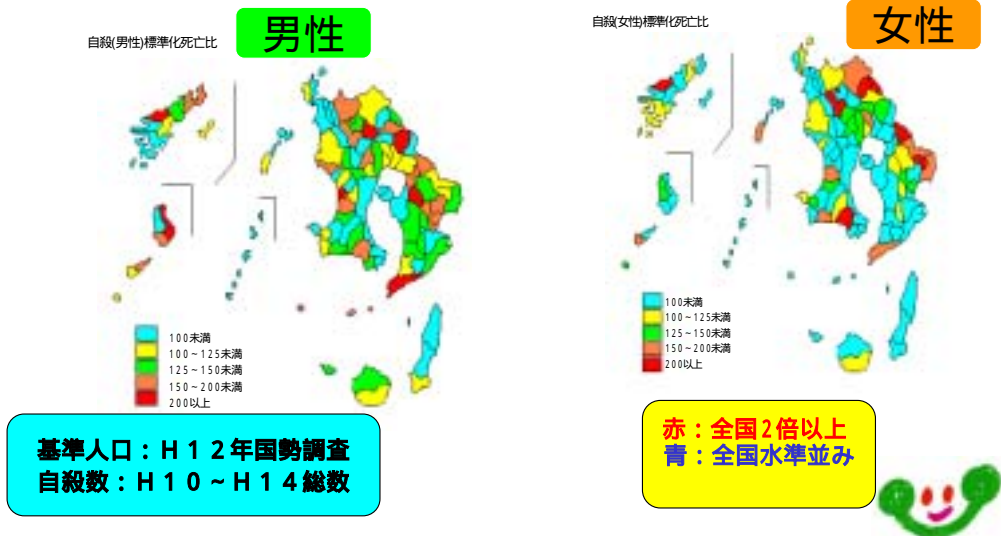 自殺(男性)標準化死亡比
男性
100未満
100~125未満
125~150未満
150~200未満
200以上
基準人口:H12年国勢調査
自殺数:H10~H14総数
自殺(女性)標準化死亡比
女性
100未満
100~125未満
125~150未満
150~200未満
200以上
赤:全国2倍以上
青:全国水準並み